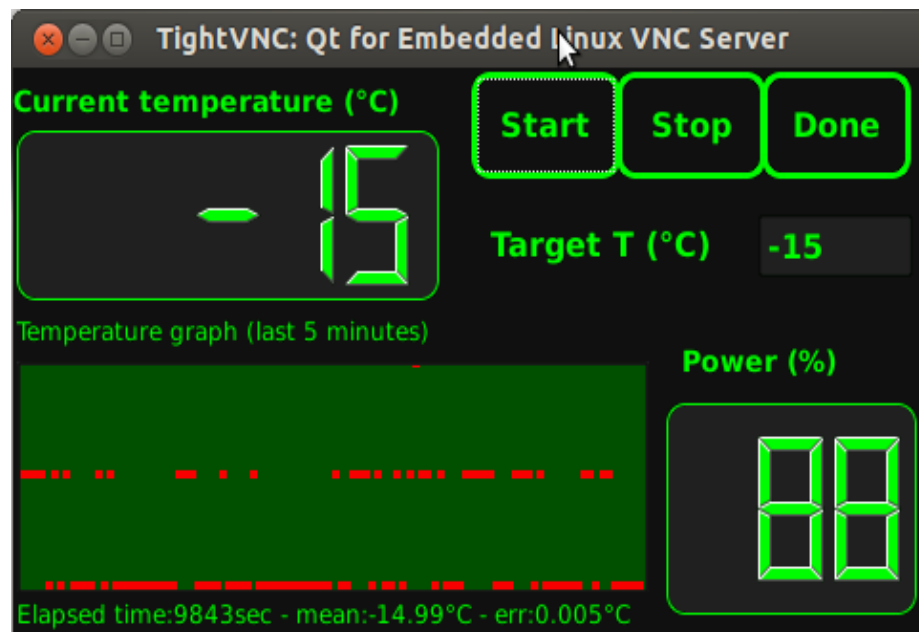 TightVNC: Qt for Embedded Linux VNC Server
Current temperature (°C)
Start Stop Done
-15
Target T (°C) -15
Temperature graph (last 5 minutes)
Power (%)
88
Elapsed time:9843sec - mean:-14.99°C - err:0.005°C